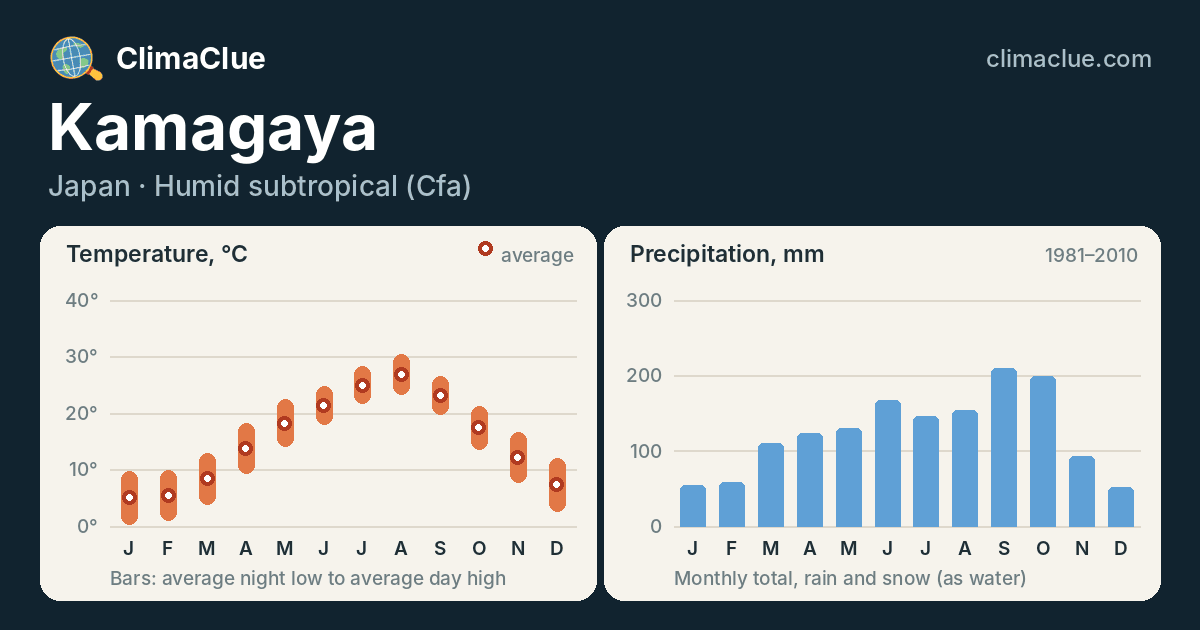 ClimaClue
climaclue.com
Kamagaya
Japan · Humid subtropical (Cfa)
Temperature, °C
average
40°
30°
20°
10°
0°
J F M A M J J A S O N D
Bars: average night low to average day high
Precipitation, mm
1981–2010
300
200
100
0
J F M A M J J A S O N D
Monthly total, rain and snow (as water)